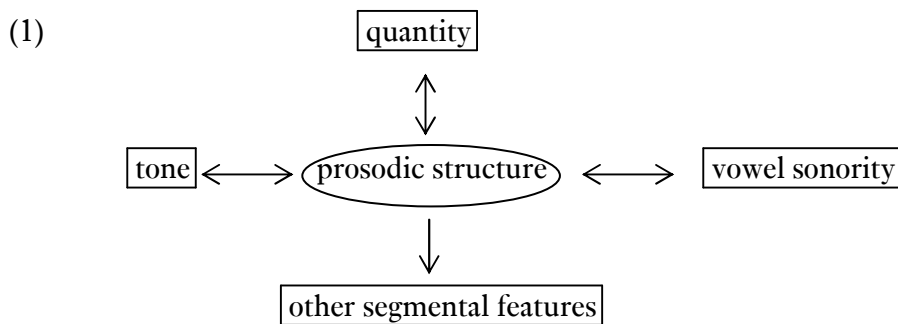 (1)
quantity
tone
prosodic structure
vowel sonority
other segmental features